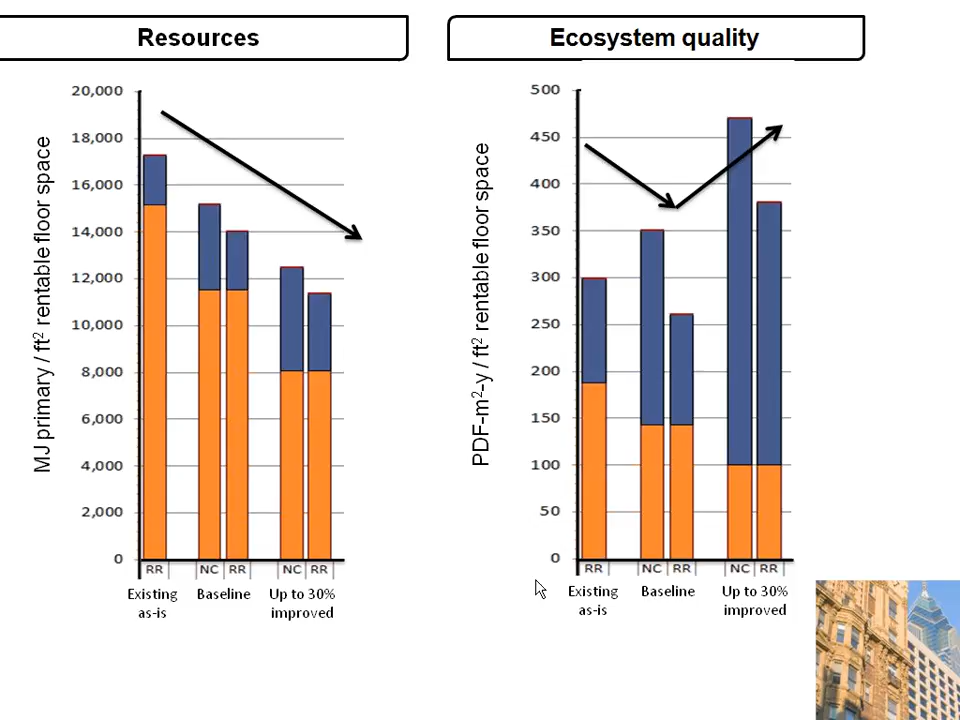 Resources
MJ primary / ft² rentable floor space
20,000
18,000
16,000
14,000
12,000
10,000
8,000
6,000
4,000
2,000
0
RR NC RR NC RR
Existing as-is
Baseline
Up to 30% improved
Ecosystem quality
PDF-m²-y / ft² rentable floor space
500
450
400
350
300
250
200
150
100
50
0
RR NC RR NC RR
Existing as-is
Baseline
Up to 30% improved